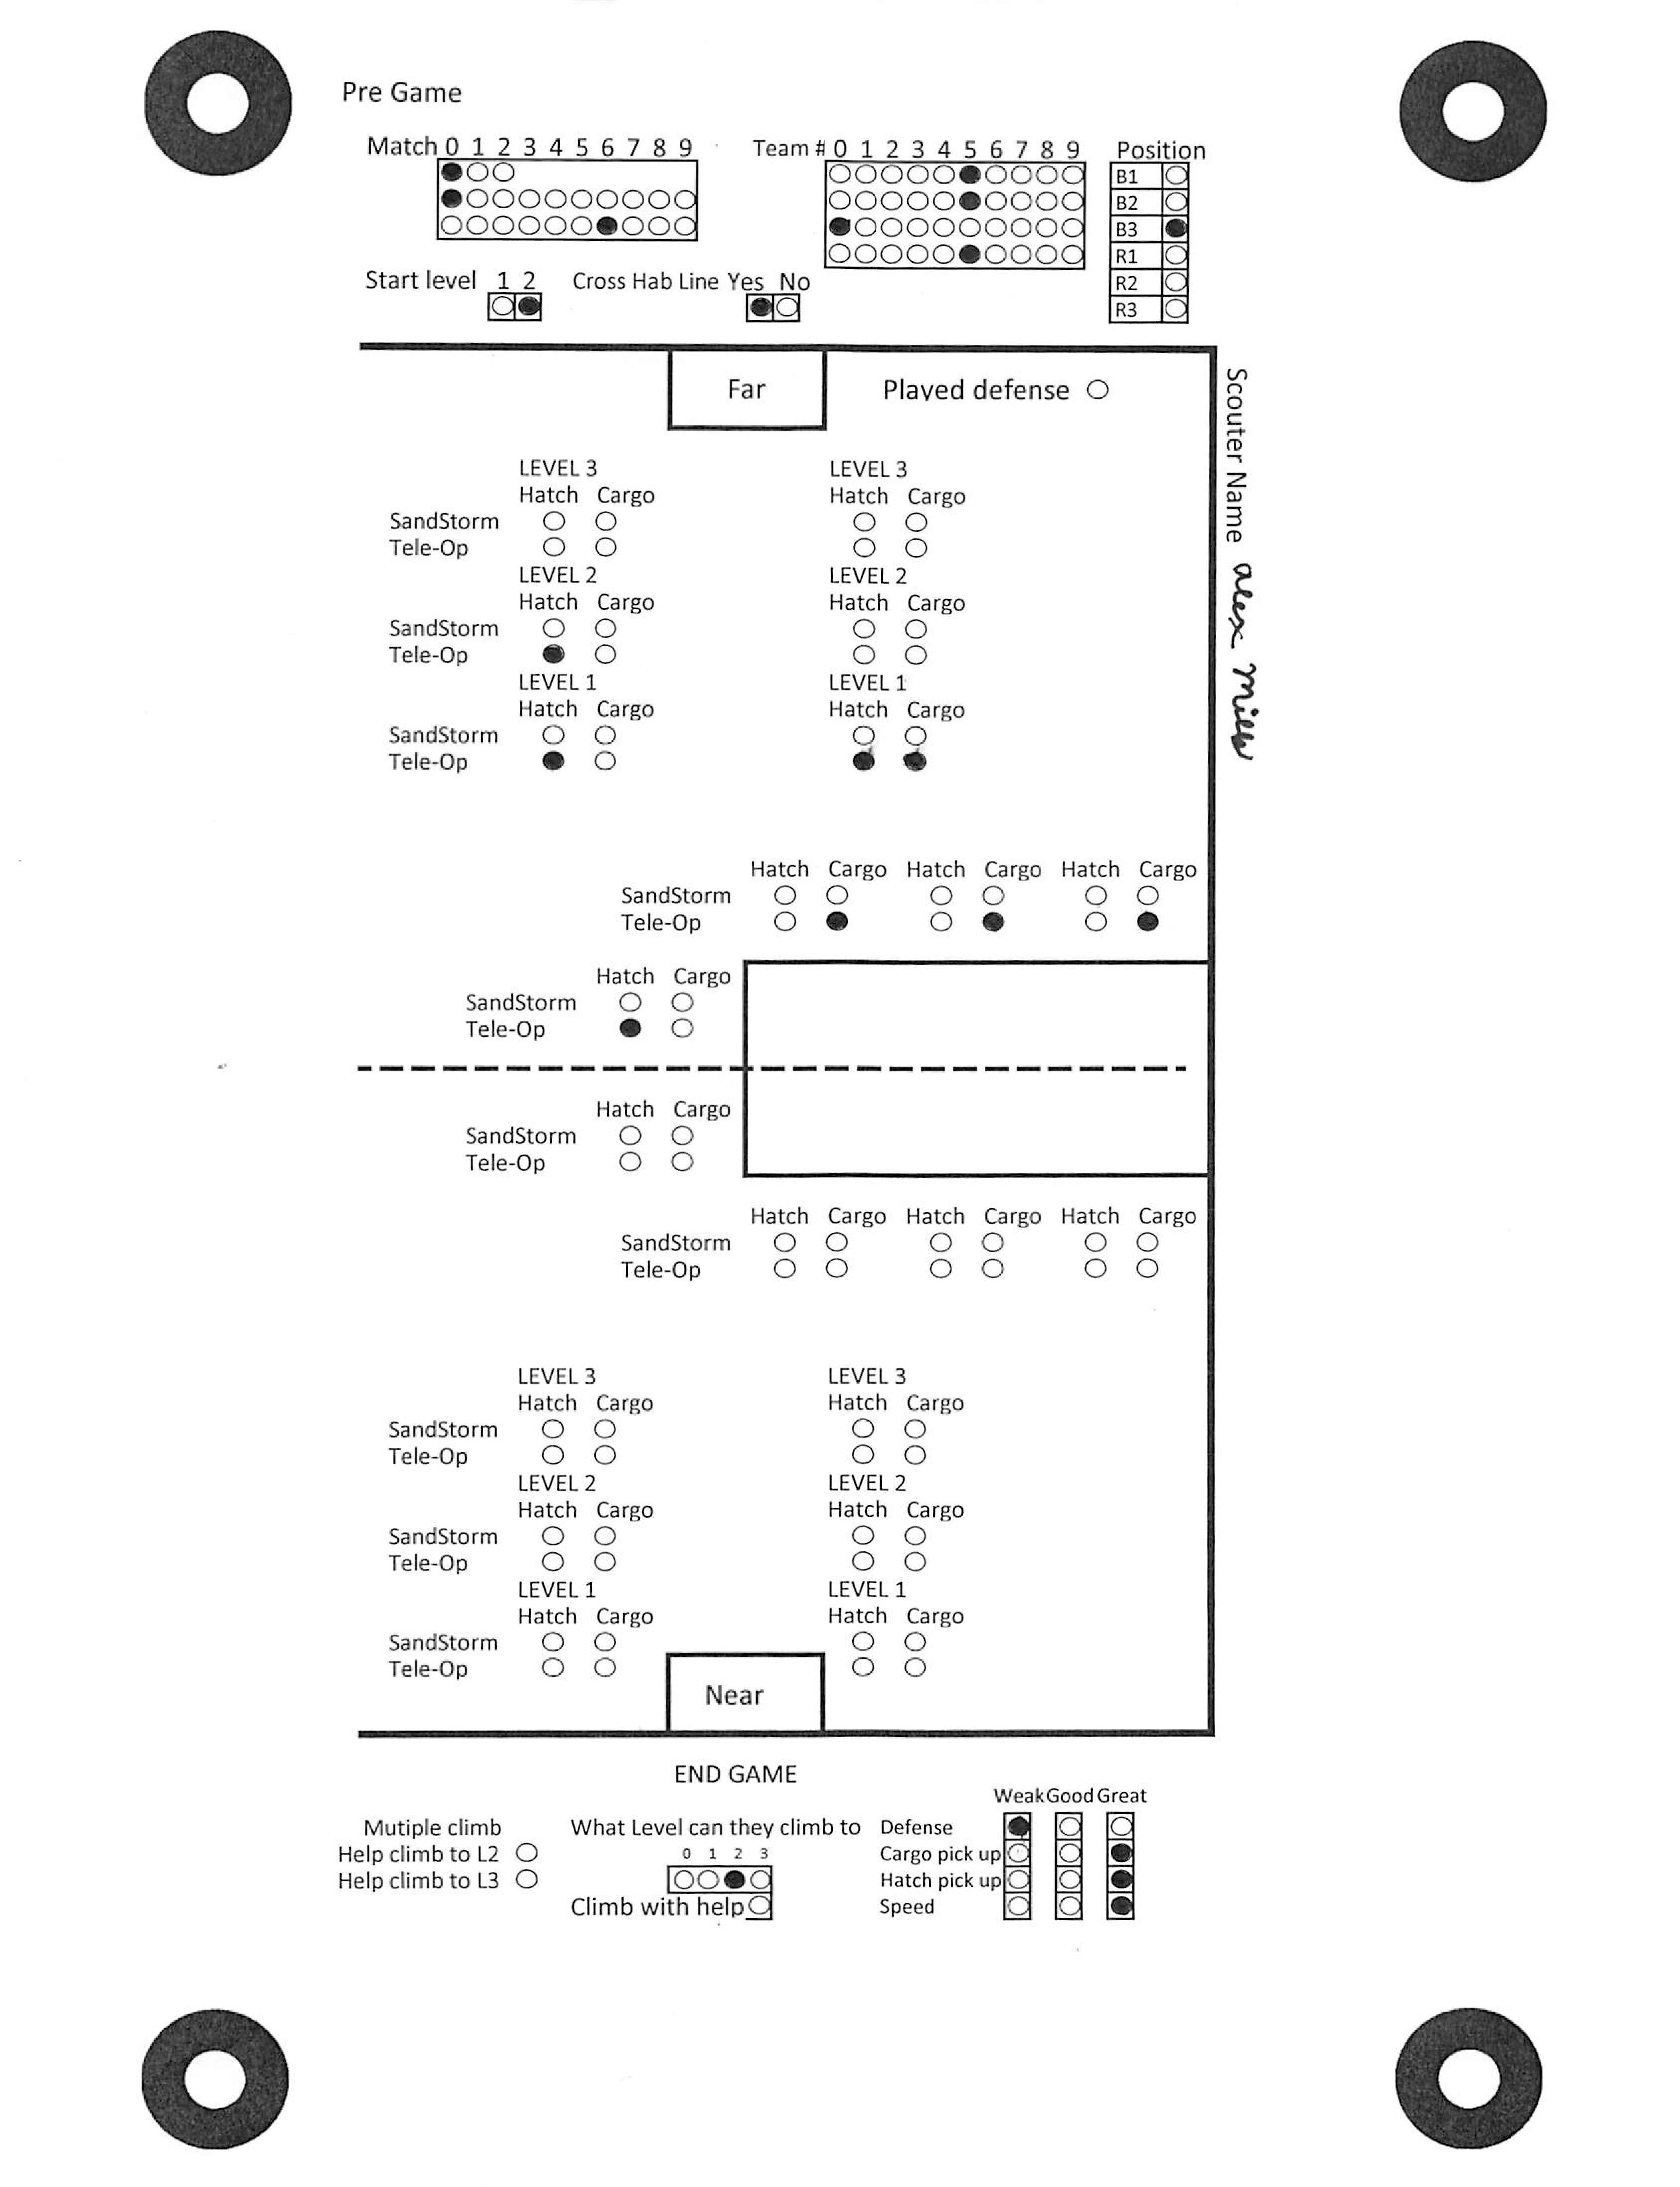 Pre Game
Match 0 1 2 3 4 5 6 7 8 9
Team # 0 1 2 3 4 5 6 7 8 9
Position
B1
B2
B3
R1
R2
R3
Start level 1 2
Cross Hab Line Yes No
Far
Played defense
Scouter Name alex
LEVEL 3 LEVEL 3
Hatch Cargo Hatch Cargo
SandStorm
Tele-Op
LEVEL 2 LEVEL 2
Hatch Cargo Hatch Cargo
SandStorm
Tele-Op
LEVEL 1 LEVEL 1
Hatch Cargo Hatch Cargo
SandStorm
Tele-Op
Hatch Cargo Hatch Cargo Hatch Cargo
SandStorm
Tele-Op
Hatch Cargo
SandStorm
Tele-Op
Hatch Cargo
SandStorm
Tele-Op
Hatch Cargo Hatch Cargo Hatch Cargo
SandStorm
Tele-Op
LEVEL 3 LEVEL 3
Hatch Cargo Hatch Cargo
SandStorm
Tele-Op
LEVEL 2 LEVEL 2
Hatch Cargo Hatch Cargo
SandStorm
Tele-Op
LEVEL 1 LEVEL 1
Hatch Cargo Hatch Cargo
SandStorm
Tele-Op
Near
END GAME
Mutiple climb
Help climb to L2
Help climb to L3
What Level can they climb to
0 1 2 3
Climb with help
Weak Good Great
Defense
Cargo pick up
Hatch pick up
Speed